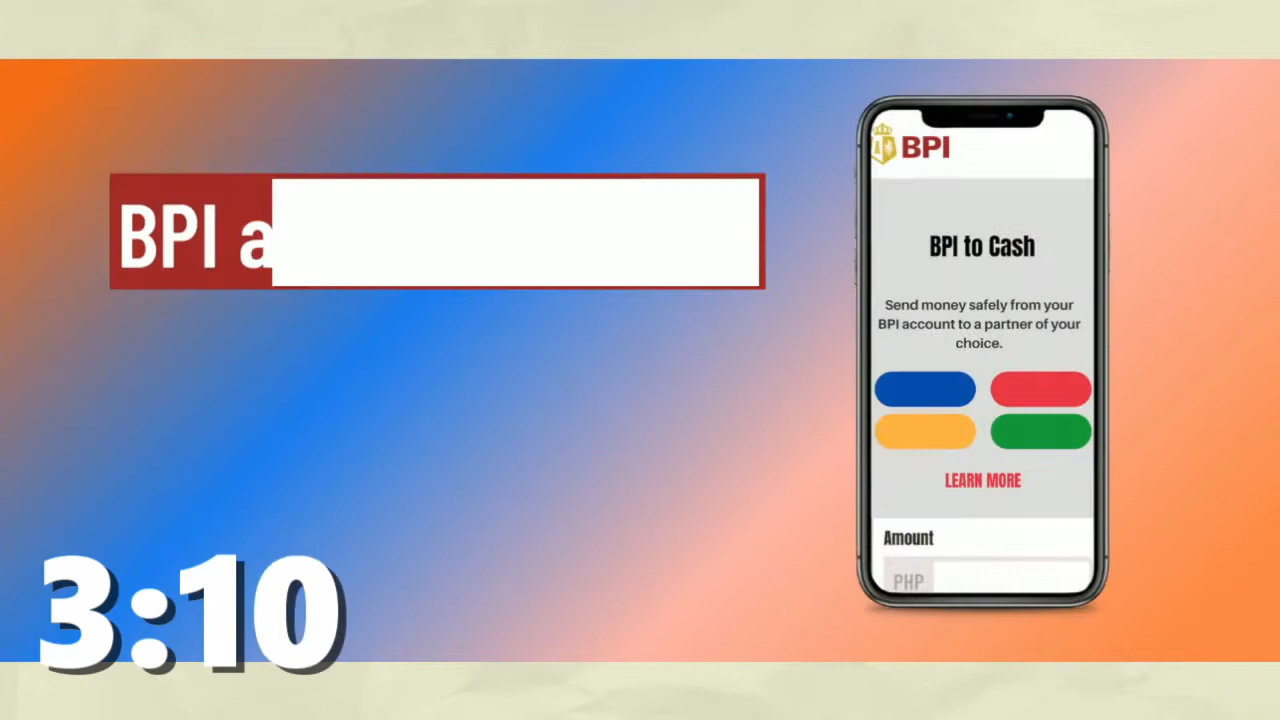 BPI a
BPI
BPI to Cash
Send money safely from your
BPI account to a partner of your
choice.
LEARN MORE
Amount
PHP
3:10